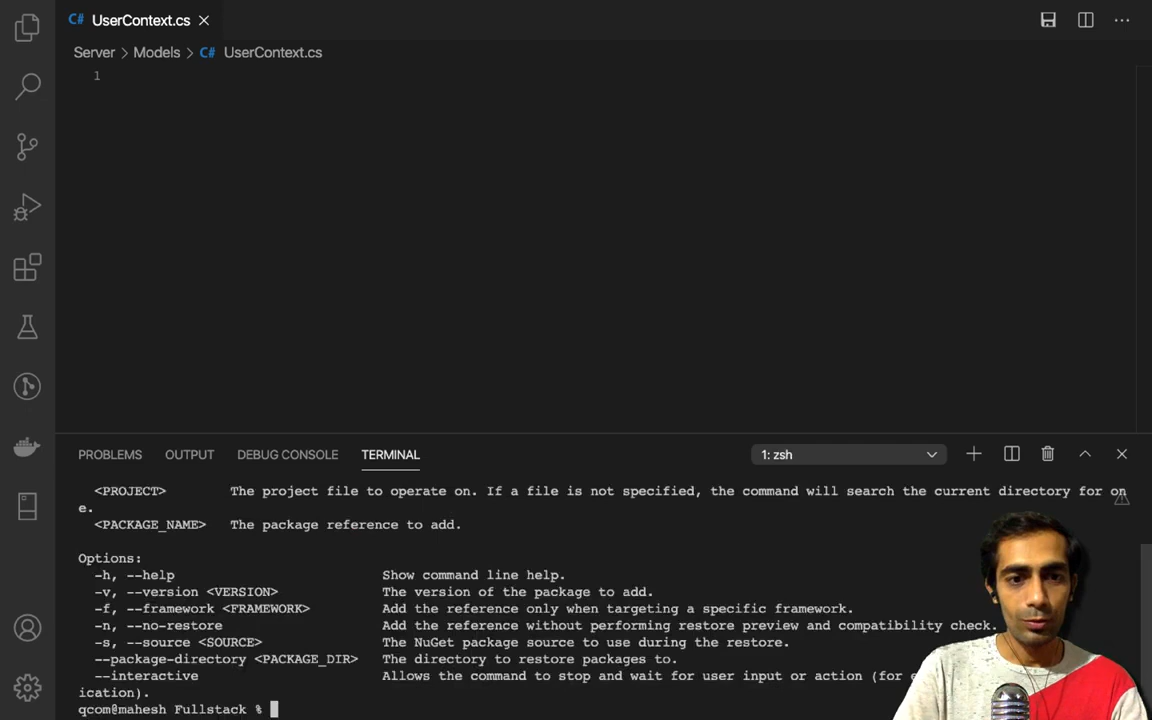 C# UserContext.cs
Server > Models > C# UserContext.cs
1
PROBLEMS OUTPUT DEBUG CONSOLE TERMINAL 1: zsh
<PROJECT> The project file to operate on. If a file is not specified, the command will search the current directory for on
e.
<PACKAGE_NAME> The package reference to add.
Options:
-h, --help Show command line help.
-v, --version <VERSION> The version of the package to add.
-f, --framework <FRAMEWORK> Add the reference only when targeting a specific framework.
-n, --no-restore Add the reference without performing restore preview and compatibility check.
-s, --source <SOURCE> The NuGet package source to use during the restore.
--package-directory <PACKAGE_DIR> The directory to restore packages to.
--interactive Allows the command to stop and wait for user input or action (for
ication).
qcom@mahesh Fullstack %